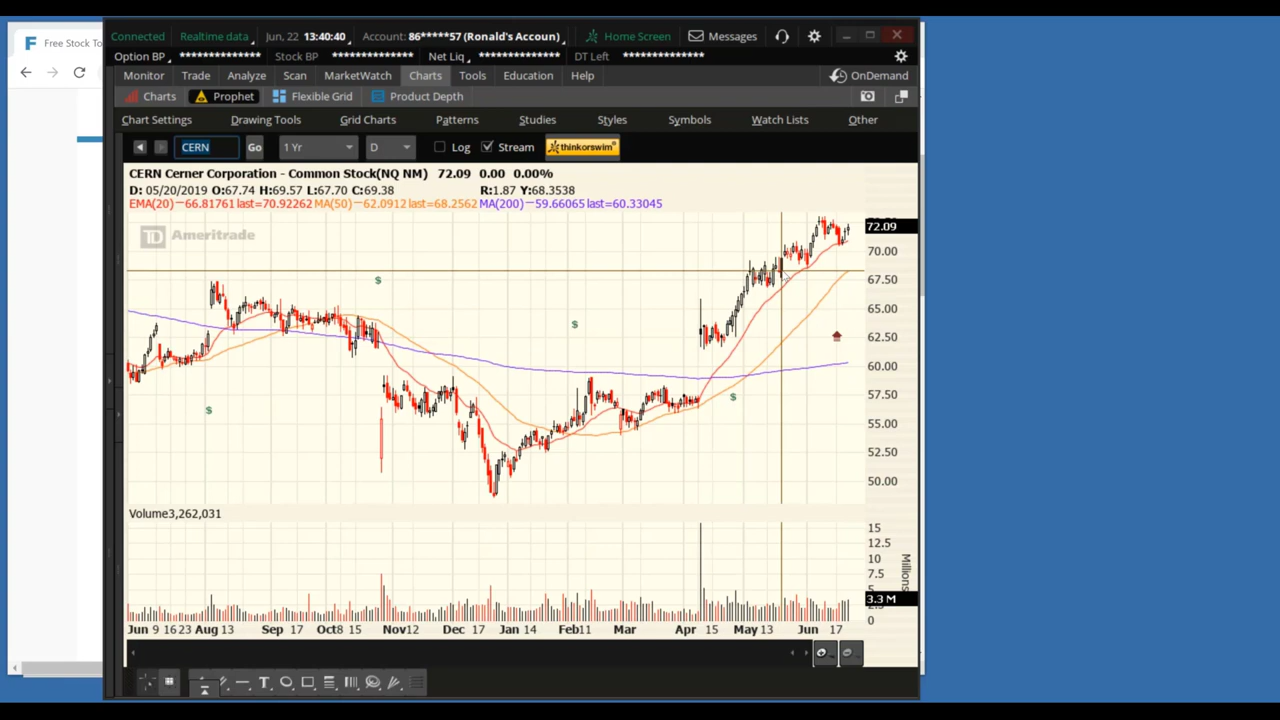 Free Stock To
Connected Realtime data Jun, 22 13:40:40 Account: 86*****57 (Ronald's Accoun) Home Screen Messages
Option BP ************** Stock BP ************** Net Liq ************** DT Left **************
Monitor Trade Analyze Scan MarketWatch Charts Tools Education Help OnDemand
Charts Prophet Flexible Grid Product Depth
Chart Settings Drawing Tools Grid Charts Patterns Studies Styles Symbols Watch Lists Other
CERN Go 1 Yr D Log Stream thinkorswim
CERN Cerner Corporation - Common Stock(NQ NM) 72.09 0.00 0.00%
D: 05/20/2019 O:67.74 H:69.57 L:67.70 C:69.38 R:1.87 Y:68.3538
EMA(20)—66.81761 last=70.92262 MA(50)—62.0912 last=68.2562 MA(200)—59.66065 last=60.33045
TD Ameritrade
72.09
70.00
67.50
65.00
62.50
60.00
57.50
55.00
52.50
50.00
$
$
$
$
Volume3,262,031
15
12.5
10
7.5
5
3.3 M
0
Millions
Jun 9 16 23 Aug 13 Sep 17 Oct8 15 Nov12 Dec 17 Jan 14 Feb11 Mar Apr 15 May 13 Jun 17
T